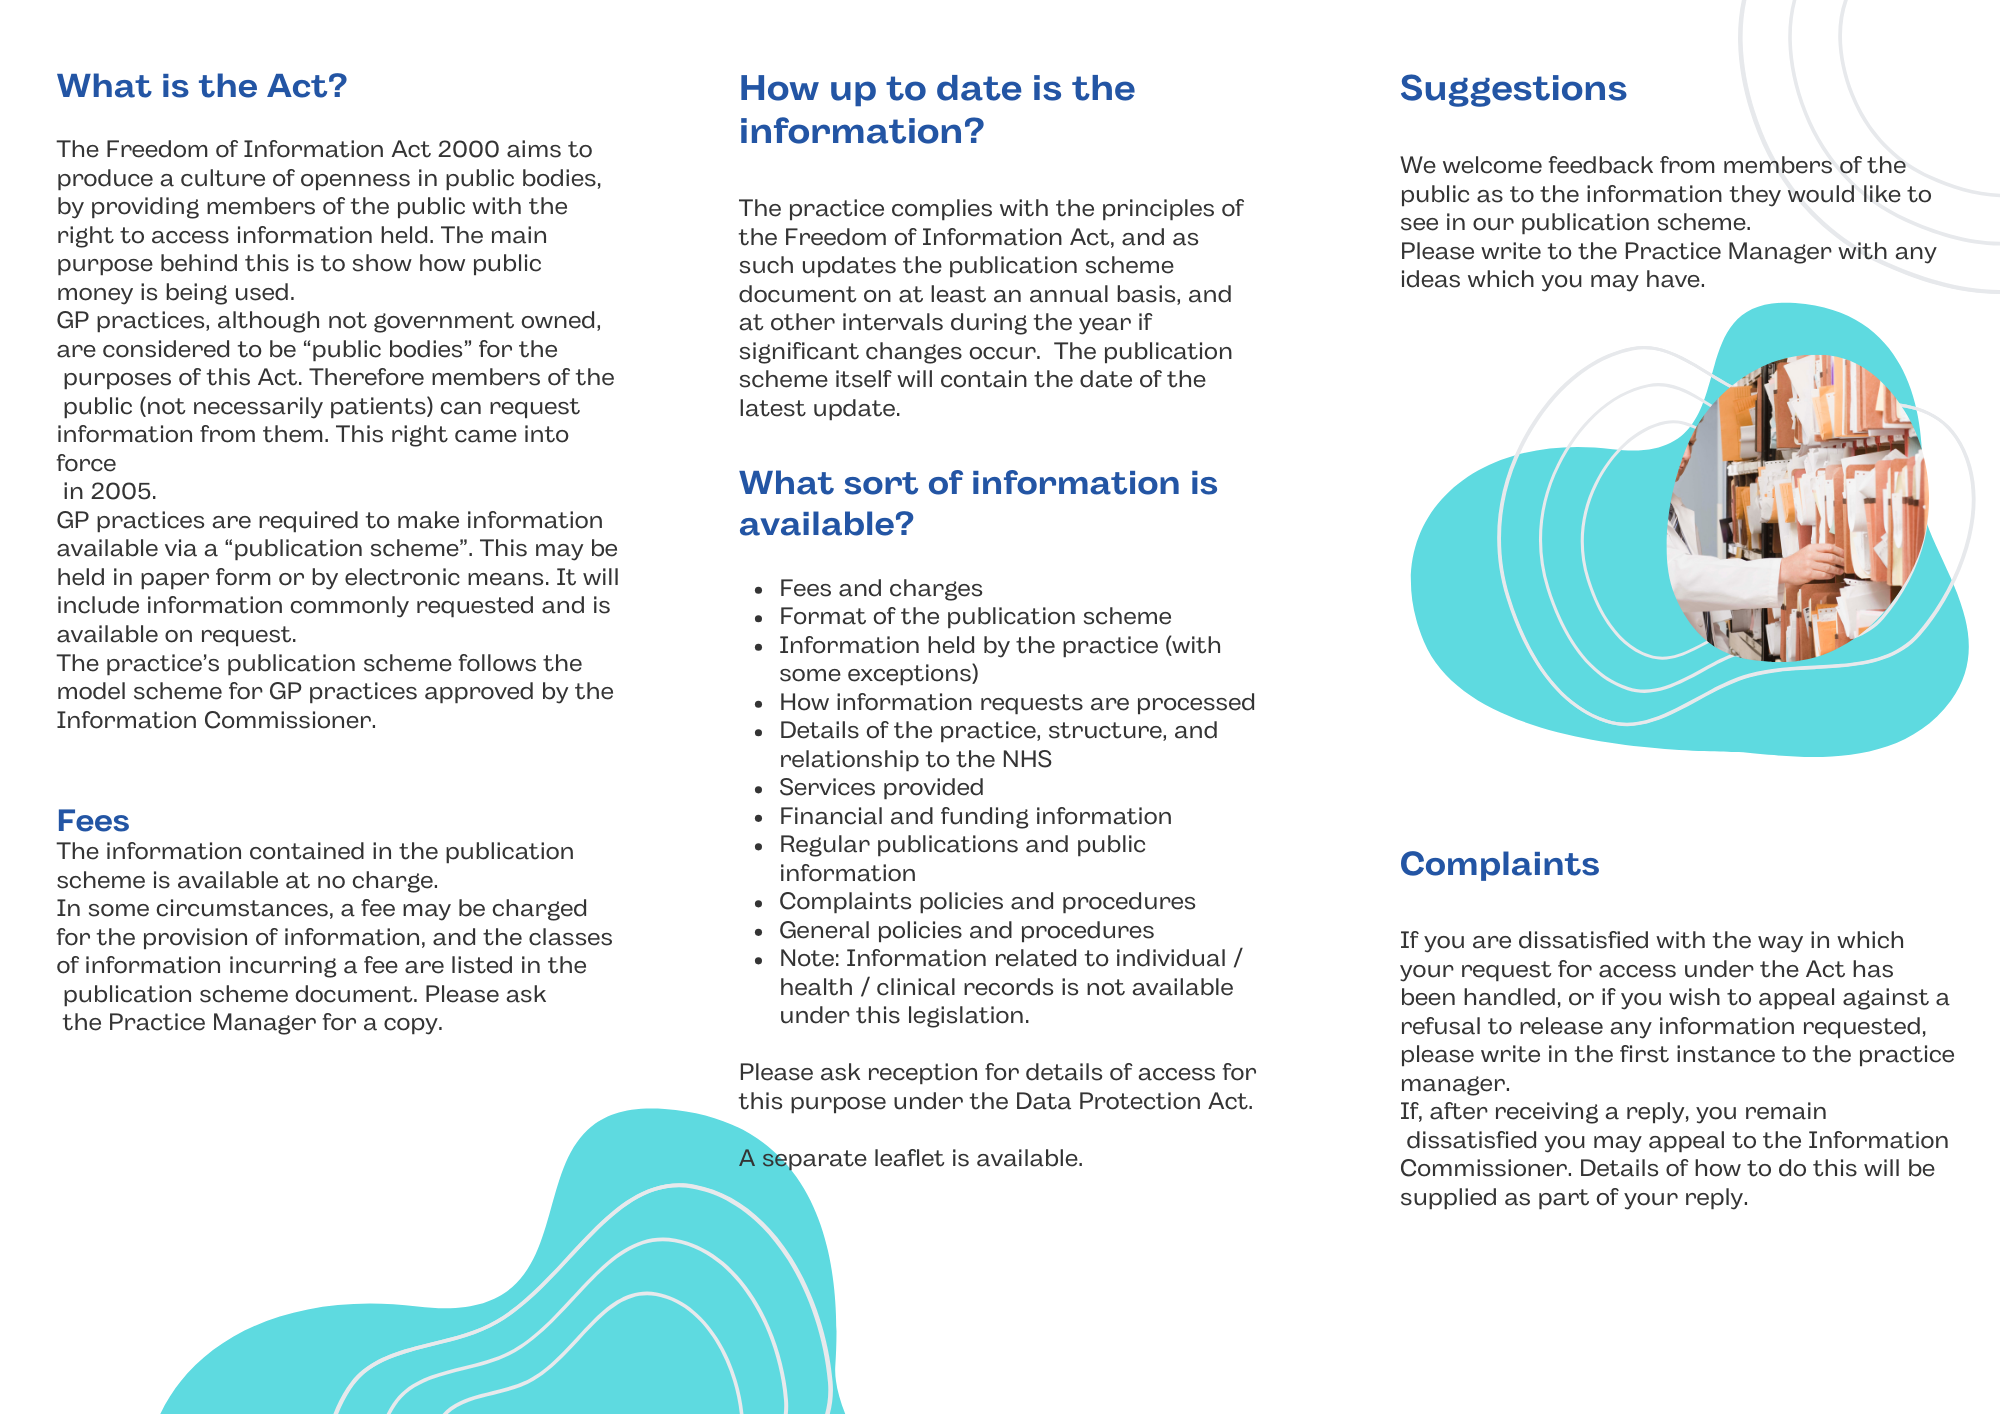 What is the Act?
The Freedom of Information Act 2000 aims to
produce a culture of openness in public bodies,
by providing members of the public with the
right to access information held. The main
purpose behind this is to show how public
money is being used.
GP practices, although not government owned,
are considered to be “public bodies” for the
purposes of this Act. Therefore members of the
public (not necessarily patients) can request
information from them. This right came into
force
in 2005.
GP practices are required to make information
available via a “publication scheme”. This may be
held in paper form or by electronic means. It will
include information commonly requested and is
available on request.
The practice’s publication scheme follows the
model scheme for GP practices approved by the
Information Commissioner.
Fees
The information contained in the publication
scheme is available at no charge.
In some circumstances, a fee may be charged
for the provision of information, and the classes
of information incurring a fee are listed in the
publication scheme document. Please ask
the Practice Manager for a copy.
How up to date is the
information?
The practice complies with the principles of
the Freedom of Information Act, and as
such updates the publication scheme
document on at least an annual basis, and
at other intervals during the year if
significant changes occur.  The publication
scheme itself will contain the date of the
latest update.
What sort of information is
available?
• Fees and charges
• Format of the publication scheme
• Information held by the practice (with
some exceptions)
• How information requests are processed
• Details of the practice, structure, and
relationship to the NHS
• Services provided
• Financial and funding information
• Regular publications and public
information
• Complaints policies and procedures
• General policies and procedures
• Note: Information related to individual /
health / clinical records is not available
under this legislation.
Please ask reception for details of access for
this purpose under the Data Protection Act.
A separate leaflet is available.
Suggestions
We welcome feedback from members of the
public as to the information they would like to
see in our publication scheme.
Please write to the Practice Manager with any
ideas which you may have.
Complaints
If you are dissatisfied with the way in which
your request for access under the Act has
been handled, or if you wish to appeal against a
refusal to release any information requested,
please write in the first instance to the practice
manager.
If, after receiving a reply, you remain
dissatisfied you may appeal to the Information
Commissioner. Details of how to do this will be
supplied as part of your reply.